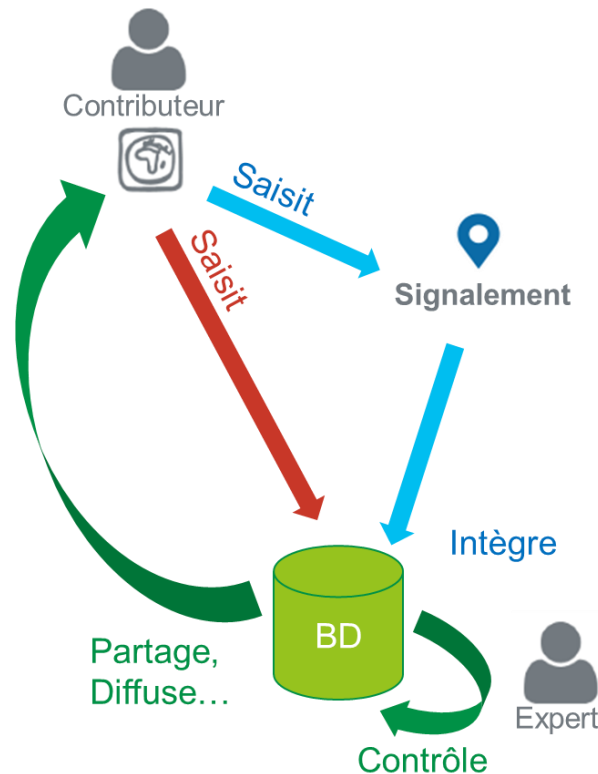 Contributeur
Saisit
Saisit
Signalement
Intègre
BD
Partage,
Diffuse…
Expert
Contrôle